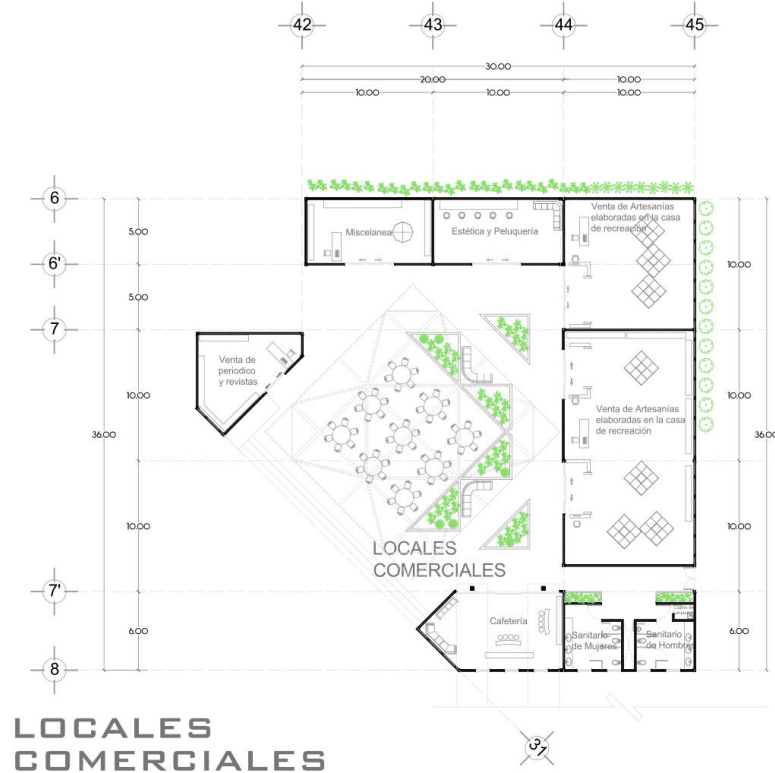 42
43
44
45
30.00
20.00
10.00
10.00
10.00
10.00
6
6'
7
7'
8
5.00
5.00
10.00
10.00
6.00
36.00
10.00
10.00
10.00
6.00
36.00
Miscelanea
Estética y Peluquería
Venta de Artesanías
elaboradas en la casa
de recreación
Venta de
periodico
y revistas
Venta de Artesanías
elaboradas en la casa
de recreación
LOCALES
COMERCIALES
Cafetería
Sanitario
de Mujeres
Sanitario
de Hombres
31
LOCALES
COMERCIALES